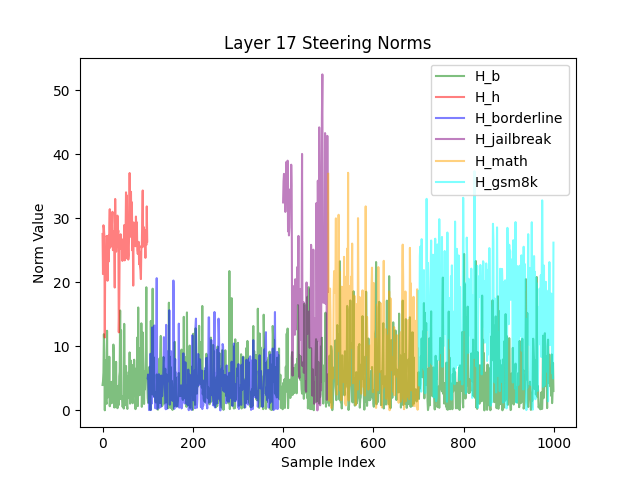 Layer 17 Steering Norms
H_b
H_h
H_borderline
H_jailbreak
H_math
H_gsm8k
Norm Value
50
40
30
20
10
0
0
200
400
600
800
1000
Sample Index